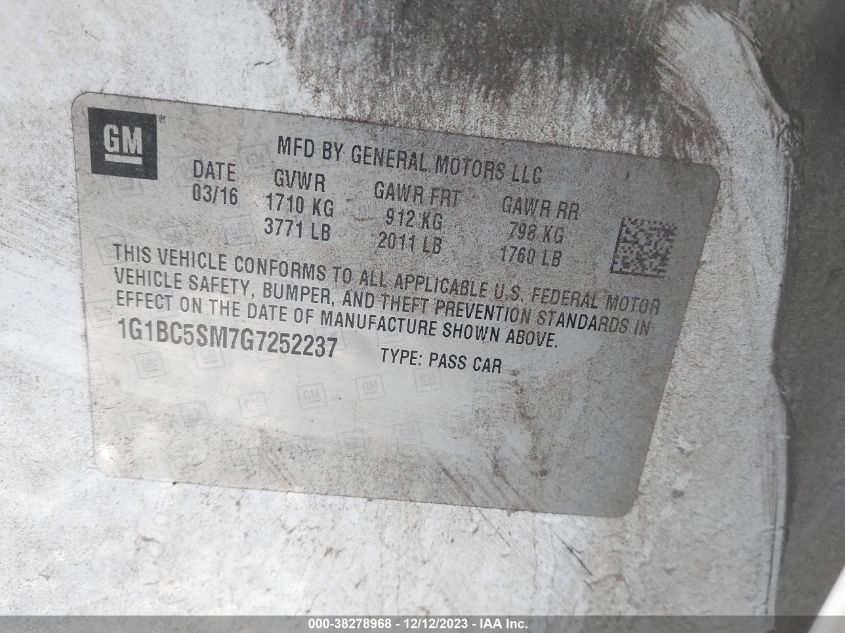 GM ®
MFD BY GENERAL MOTORS LLC
DATE GVWR GAWR FRT GAWR RR
03/16 1710 KG 912 KG 798 KG
3771 LB 2011 LB 1760 LB
THIS VEHICLE CONFORMS TO ALL APPLICABLE U.S. FEDERAL MOTOR
VEHICLE SAFETY, BUMPER, AND THEFT PREVENTION STANDARDS IN
EFFECT ON THE DATE OF MANUFACTURE SHOWN ABOVE.
1G1BC5SM7G7252237 TYPE: PASS CAR
000-38278968 - 12/12/2023 - IAA Inc.